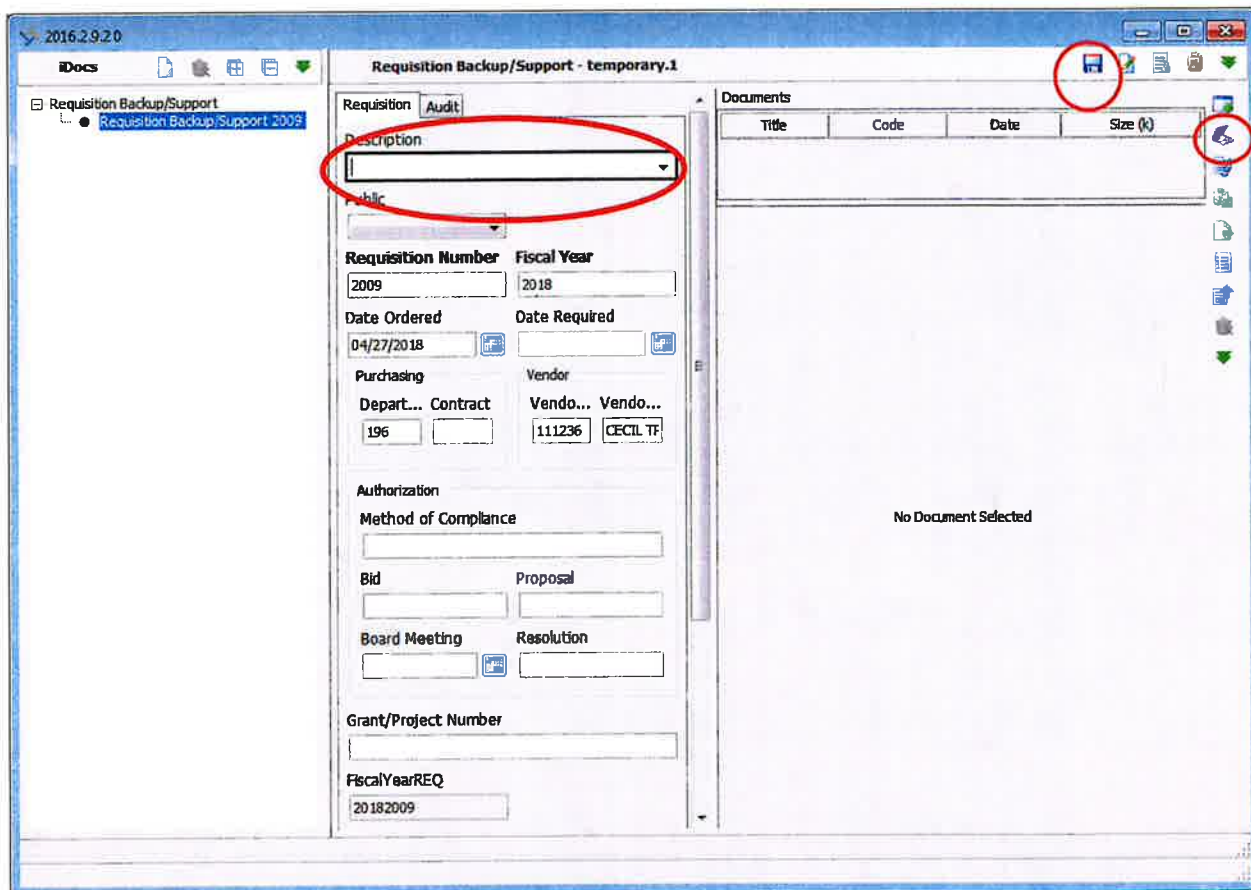 2016.2.9.2.0
iDocs
Requisition Backup/Support - temporary.1
Requisition Backup/Support
Requisition Backup/Support 2009
Requisition Audit
Description
Public
Requisition Number Fiscal Year
2009 2018
Date Ordered Date Required
04/27/2018
Purchasing Vendor
Depart... Contract Vendo... Vendo...
196 111236 CECIL TF
Authorization
Method of Compliance
Bid Proposal
Board Meeting Resolution
Grant/Project Number
FiscalYearREQ
20182009
Documents
Title Code Date Size (k)
No Document Selected